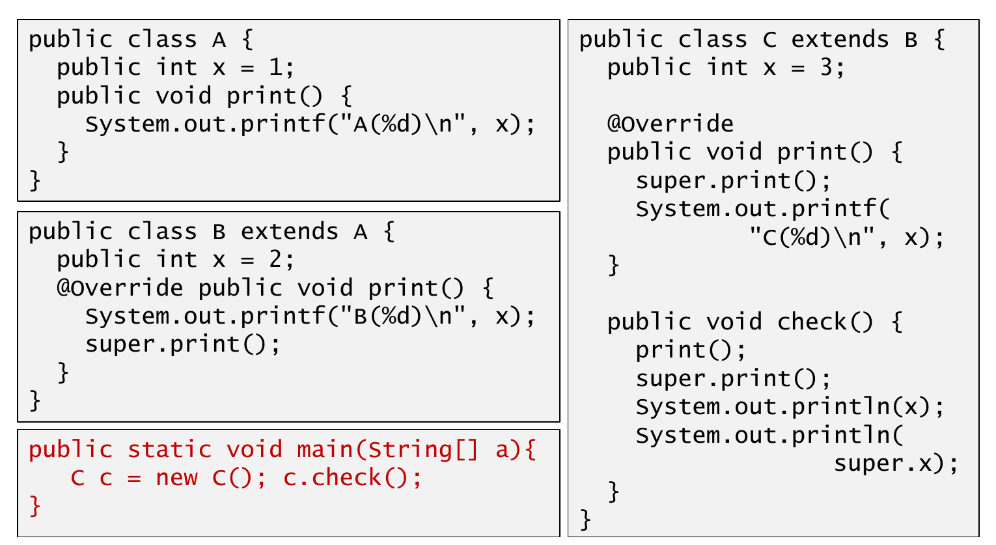 public class A {
  public int x = 1;
  public void print() {
    System.out.printf("A(%d)\n", x);
  }
}
public class B extends A {
  public int x = 2;
  @Override public void print() {
    System.out.printf("B(%d)\n", x);
    super.print();
  }
}
public static void main(String[] a){
   C c = new C(); c.check();
}
public class C extends B {
  public int x = 3;

  @Override
  public void print() {
    super.print();
    System.out.printf(
            "C(%d)\n", x);
  }

  public void check() {
    print();
    super.print();
    System.out.println(x);
    System.out.println(
                  super.x);
  }
}